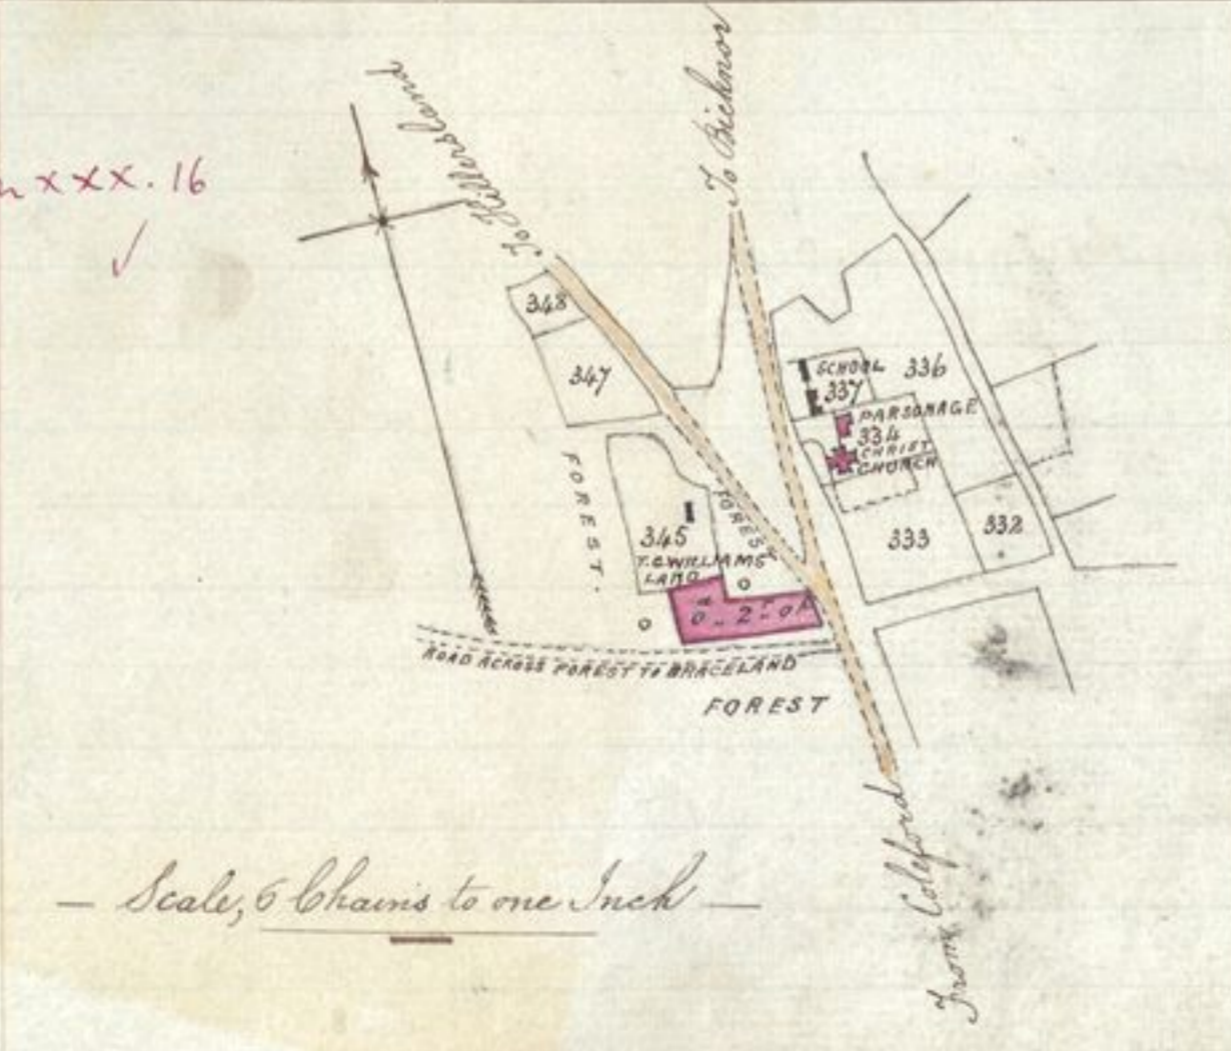 To Hillersland
To Bicknor
xxx. 16
348
347
SCHOOL
337
336
PARSONAGE
334
CHRIST
CHURCH
FOREST.
FOREST
345
T.C. WILLIAMS
LAND
333
332
a r P
0 .. 2 .. 0
ROAD ACROSS FOREST TO BRACELAND
FOREST
From Coleford
— Scale, 6 Chains to one Inch —